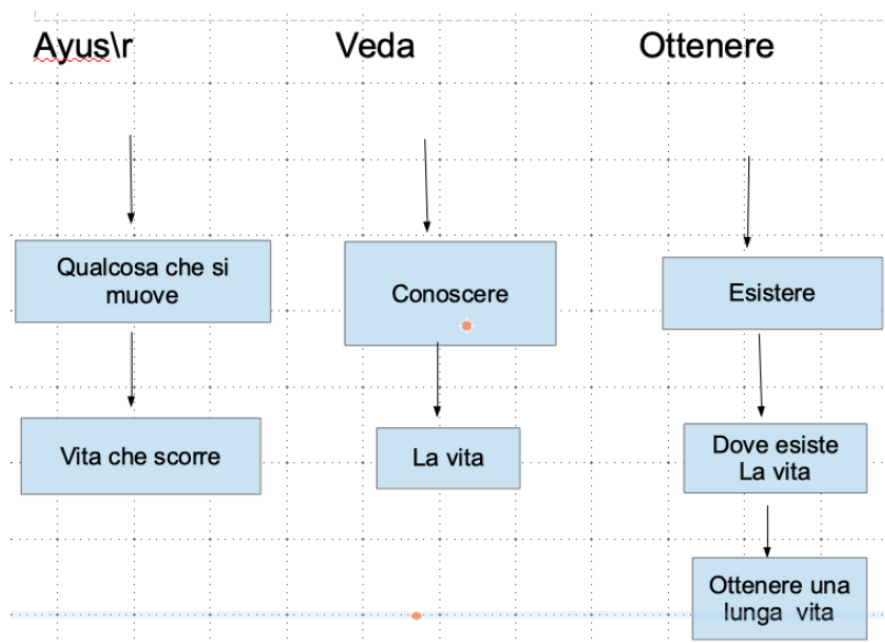 Ayus\r
Veda
Ottenere
Qualcosa che si
muove
Conoscere
Esistere
Vita che scorre
La vita
Dove esiste
La vita
Ottenere una
lunga vita